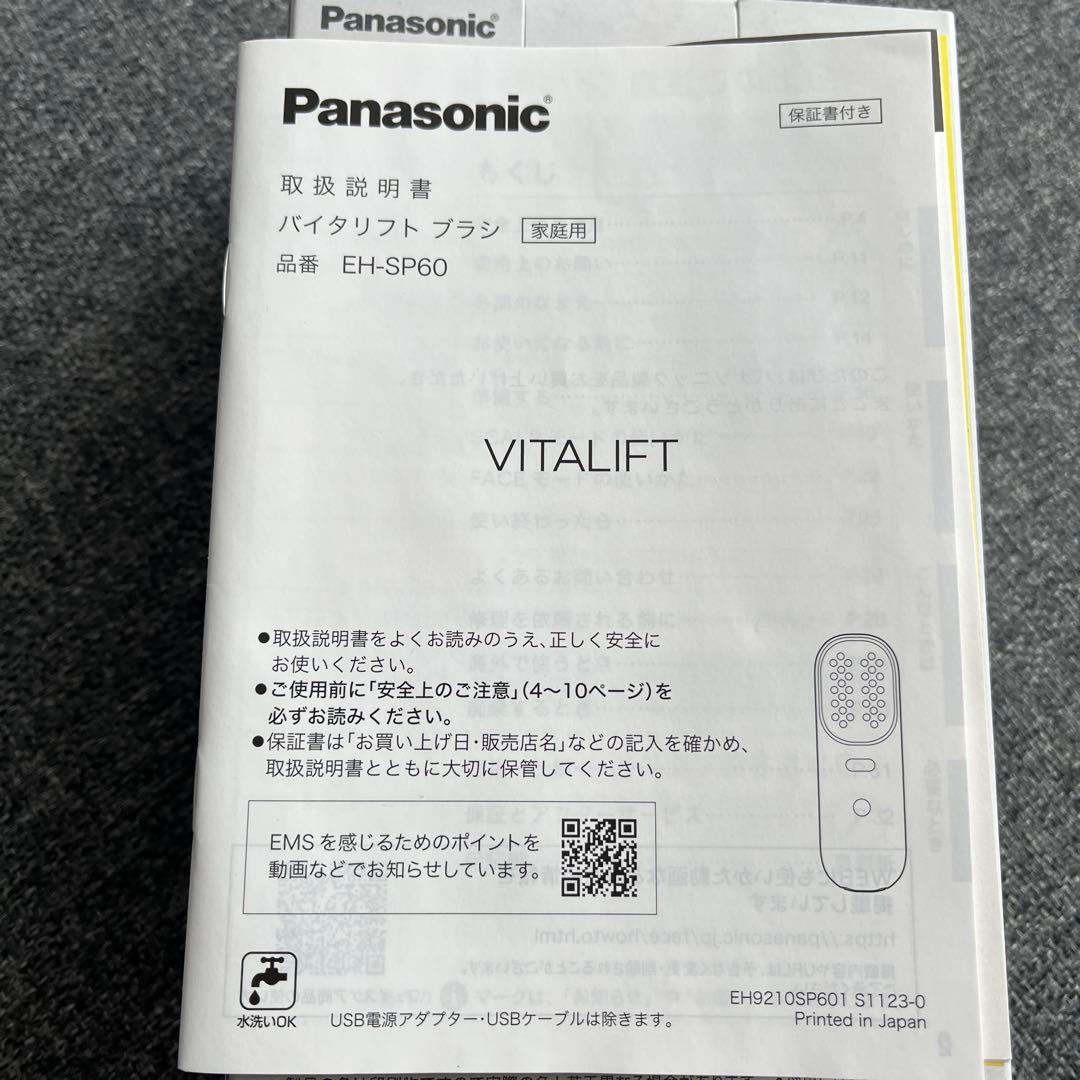 Panasonic®
Panasonic®
保証書付き
取扱説明書
バイタリフト ブラシ 家庭用
品番 EH-SP60
VITALIFT
●取扱説明書をよくお読みのうえ、正しく安全に
お使いください。
●ご使用前に「安全上のご注意」(4～10ページ)を
必ずお読みください。
●保証書は「お買い上げ日・販売店名」などの記入を確かめ、
取扱説明書とともに大切に保管してください。
EMSを感じるためのポイントを
動画などでお知らせしています。
水洗いOK
USB電源アダプター・USBケーブルは除きます。
EH9210SP601 S1123-0
Printed in Japan